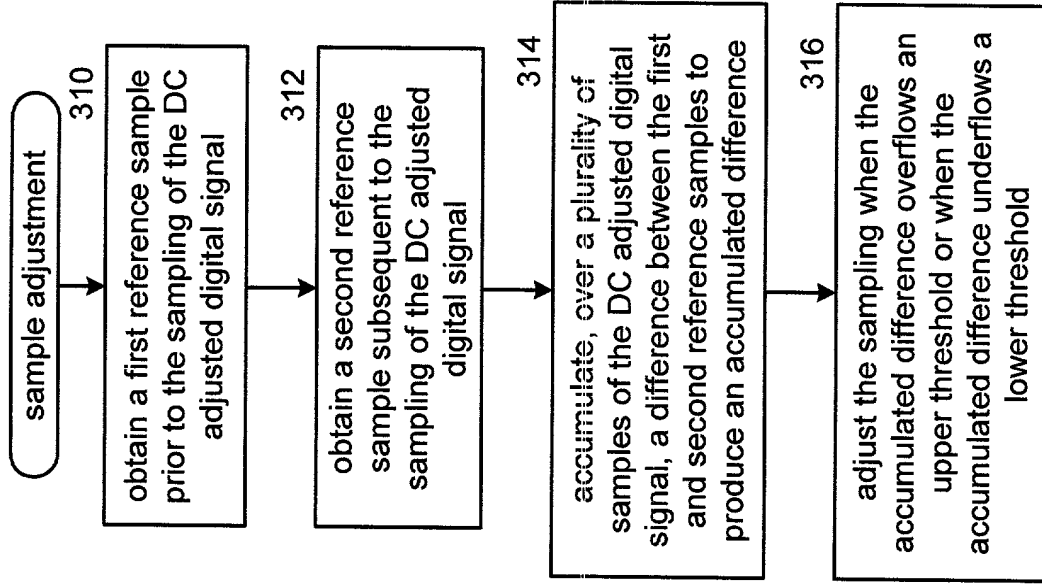 sample adjustment
310
obtain a first reference sample
prior to the sampling of the DC
adjusted digital signal
312
obtain a second reference
sample subsequent to the
sampling of the DC adjusted
digital signal
314
accumulate, over a plurality of
samples of the DC adjusted digital
signal, a difference between the first
and second reference samples to
produce an accumulated difference
316
adjust the sampling when the
accumulated difference overflows an
upper threshold or when the
accumulated difference underflows a
lower threshold